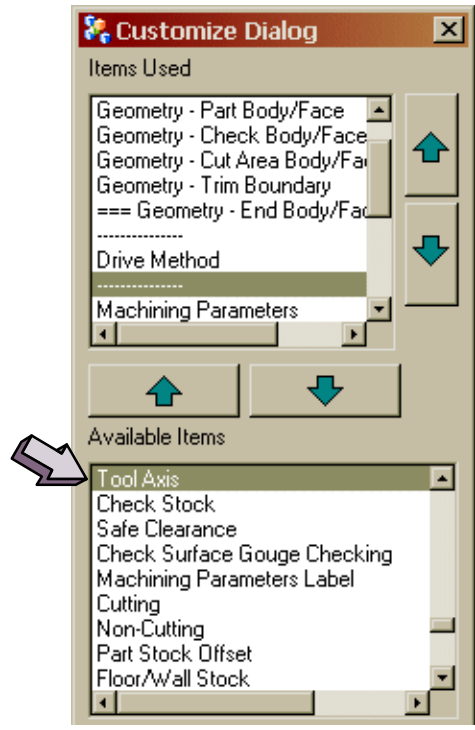 Customize Dialog
Items Used
Geometry - Part Body/Face
Geometry - Check Body/Face
Geometry - Cut Area Body/Fa
Geometry - Trim Boundary
=== Geometry - End Body/Fac
---------------
Drive Method
---------------
Machining Parameters
Available Items
Tool Axis
Check Stock
Safe Clearance
Check Surface Gouge Checking
Machining Parameters Label
Cutting
Non-Cutting
Part Stock Offset
Floor/Wall Stock